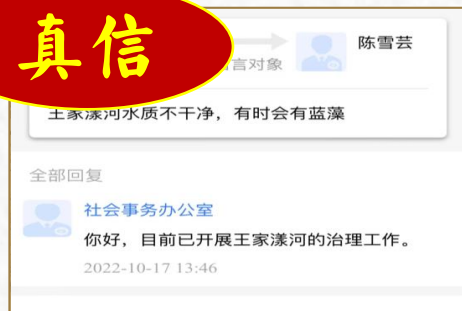 真信
陈雪芸
言对象
王家漾河水质不干净，有时会有蓝藻
全部回复
社会事务办公室
你好，目前已开展王家漾河的治理工作。
2022-10-17 13:46